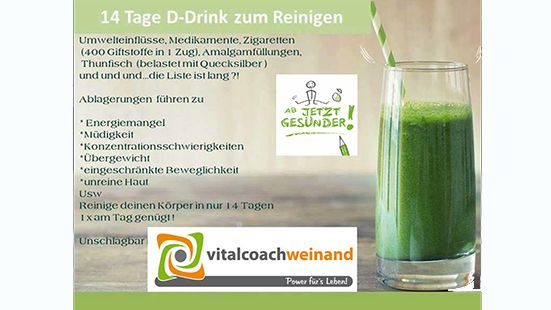 14 Tage D-Drink zum Reinigen
Umwelteinflüsse, Medikamente, Zigaretten
(400 Giftstoffe in 1 Zug), Amalgamfüllungen,
Thunfisch (belastet mit Quecksilber )
und und und...die Liste ist lang ?!
Ablagerungen führen zu
*Energiemangel
*Müdigkeit
*Konzentrationsschwierigkeiten
*Übergewicht
*eingeschränkte Beweglichkeit
*unreine Haut
Usw
Reinige deinen Körper in nur 14 Tagen
1x am Tag genügt!
Unschlagbar
AB JETZT
GESÜNDER!
vitalcoachweinand
Power für's Leben!